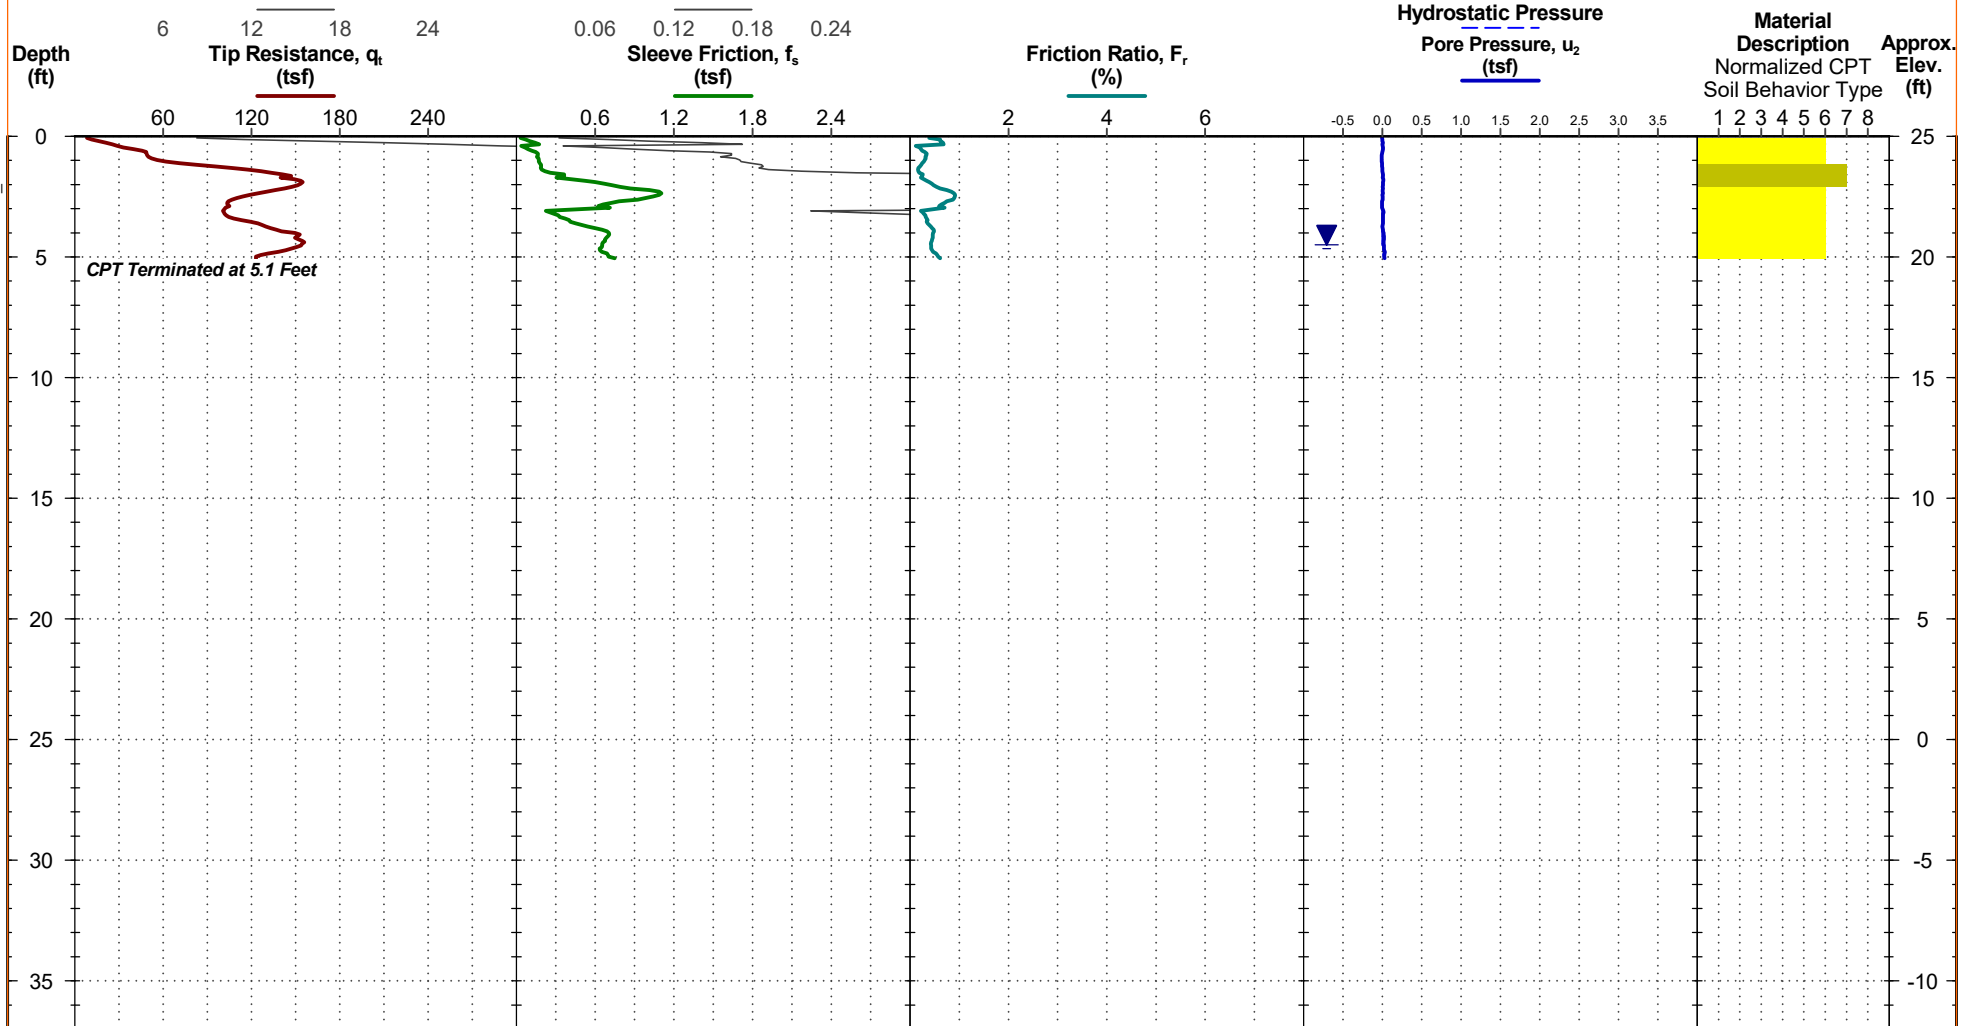 6 12 18 24
0.06 0.12 0.18 0.24
Depth
(ft)
Tip Resistance, qt
(tsf)
Sleeve Friction, fs
(tsf)
Friction Ratio, Fr
(%)
Hydrostatic Pressure
Pore Pressure, u2
(tsf)
Material
Description
Normalized CPT
Soil Behavior Type
Approx.
Elev.
(ft)
60 120 180 240
0.6 1.2 1.8 2.4
2 4 6
-0.5 0.0 0.5 1.0 1.5 2.0 2.5 3.0 3.5
1 2 3 4 5 6 7 8
0 25
5 20
CPT Terminated at 5.1 Feet
10 15
15 10
20 5
25 0
30 -5
35 -10